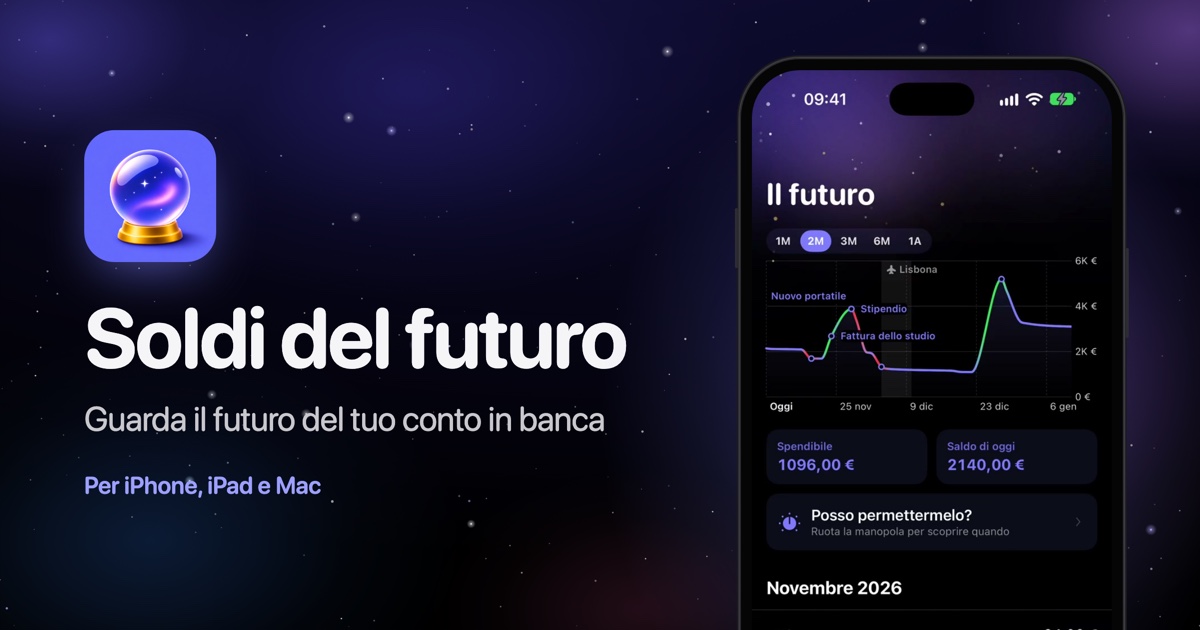 Soldi del futuro
Guarda il futuro del tuo conto in banca
Per iPhone, iPad e Mac
09:41
Il futuro
1M 2M 3M 6M 1A
6K €
Lisbona
Nuovo portatile
4K €
Stipendio
Fattura dello studio
2K €
0 €
Oggi 25 nov 9 dic 23 dic 6 gen
Spendibile
1096,00 €
Saldo di oggi
2140,00 €
Posso permettermelo?
Ruota la manopola per scoprire quando
Novembre 2026